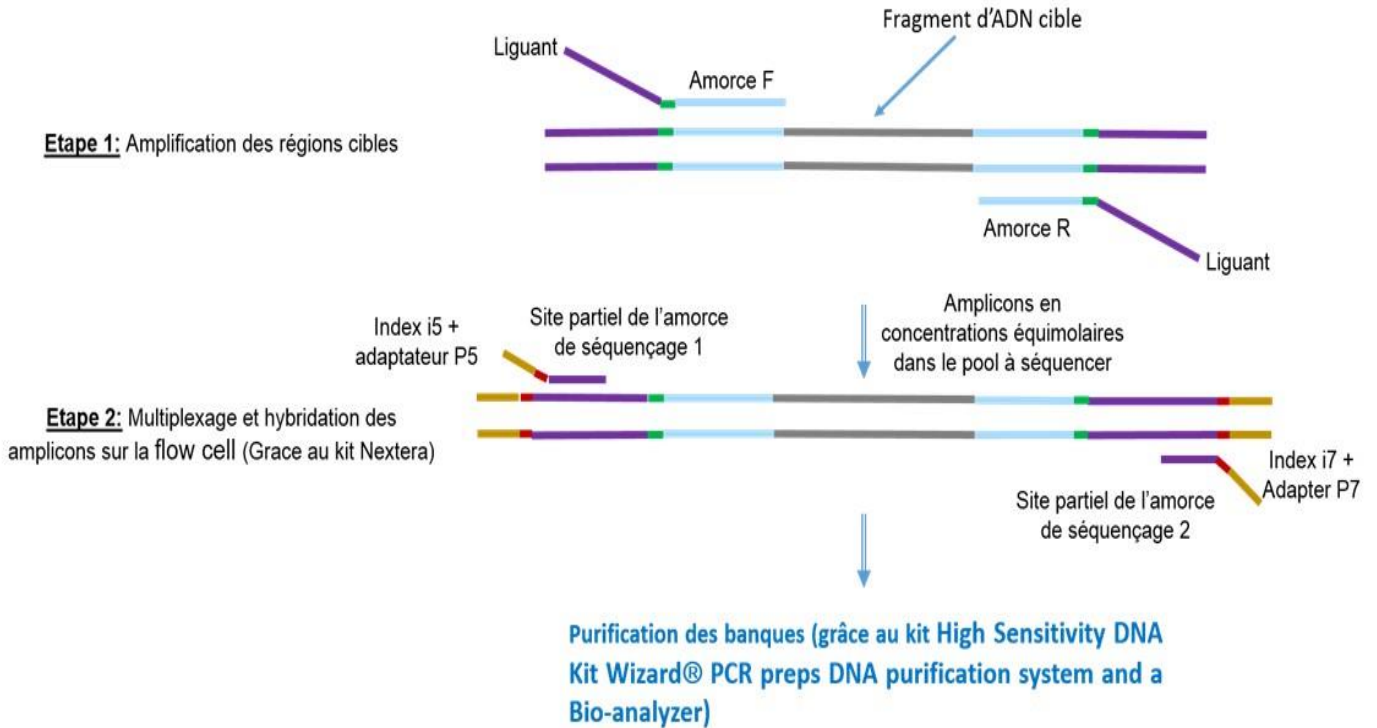 Fragment d'ADN cible
Liguant
Amorce F
Etape 1: Amplification des régions cibles
Amorce R
Liguant
Amplicons en
concentrations équimolaires
dans le pool à séquencer
Index i5 +
adaptateur P5
Site partiel de l'amorce
de séquençage 1
Etape 2: Multiplexage et hybridation des
amplicons sur la flow cell (Grace au kit Nextera)
Index i7 +
Adapter P7
Site partiel de l'amorce
de séquençage 2
Purification des banques (grâce au kit High Sensitivity DNA
Kit Wizard® PCR preps DNA purification system and a
Bio-analyzer)